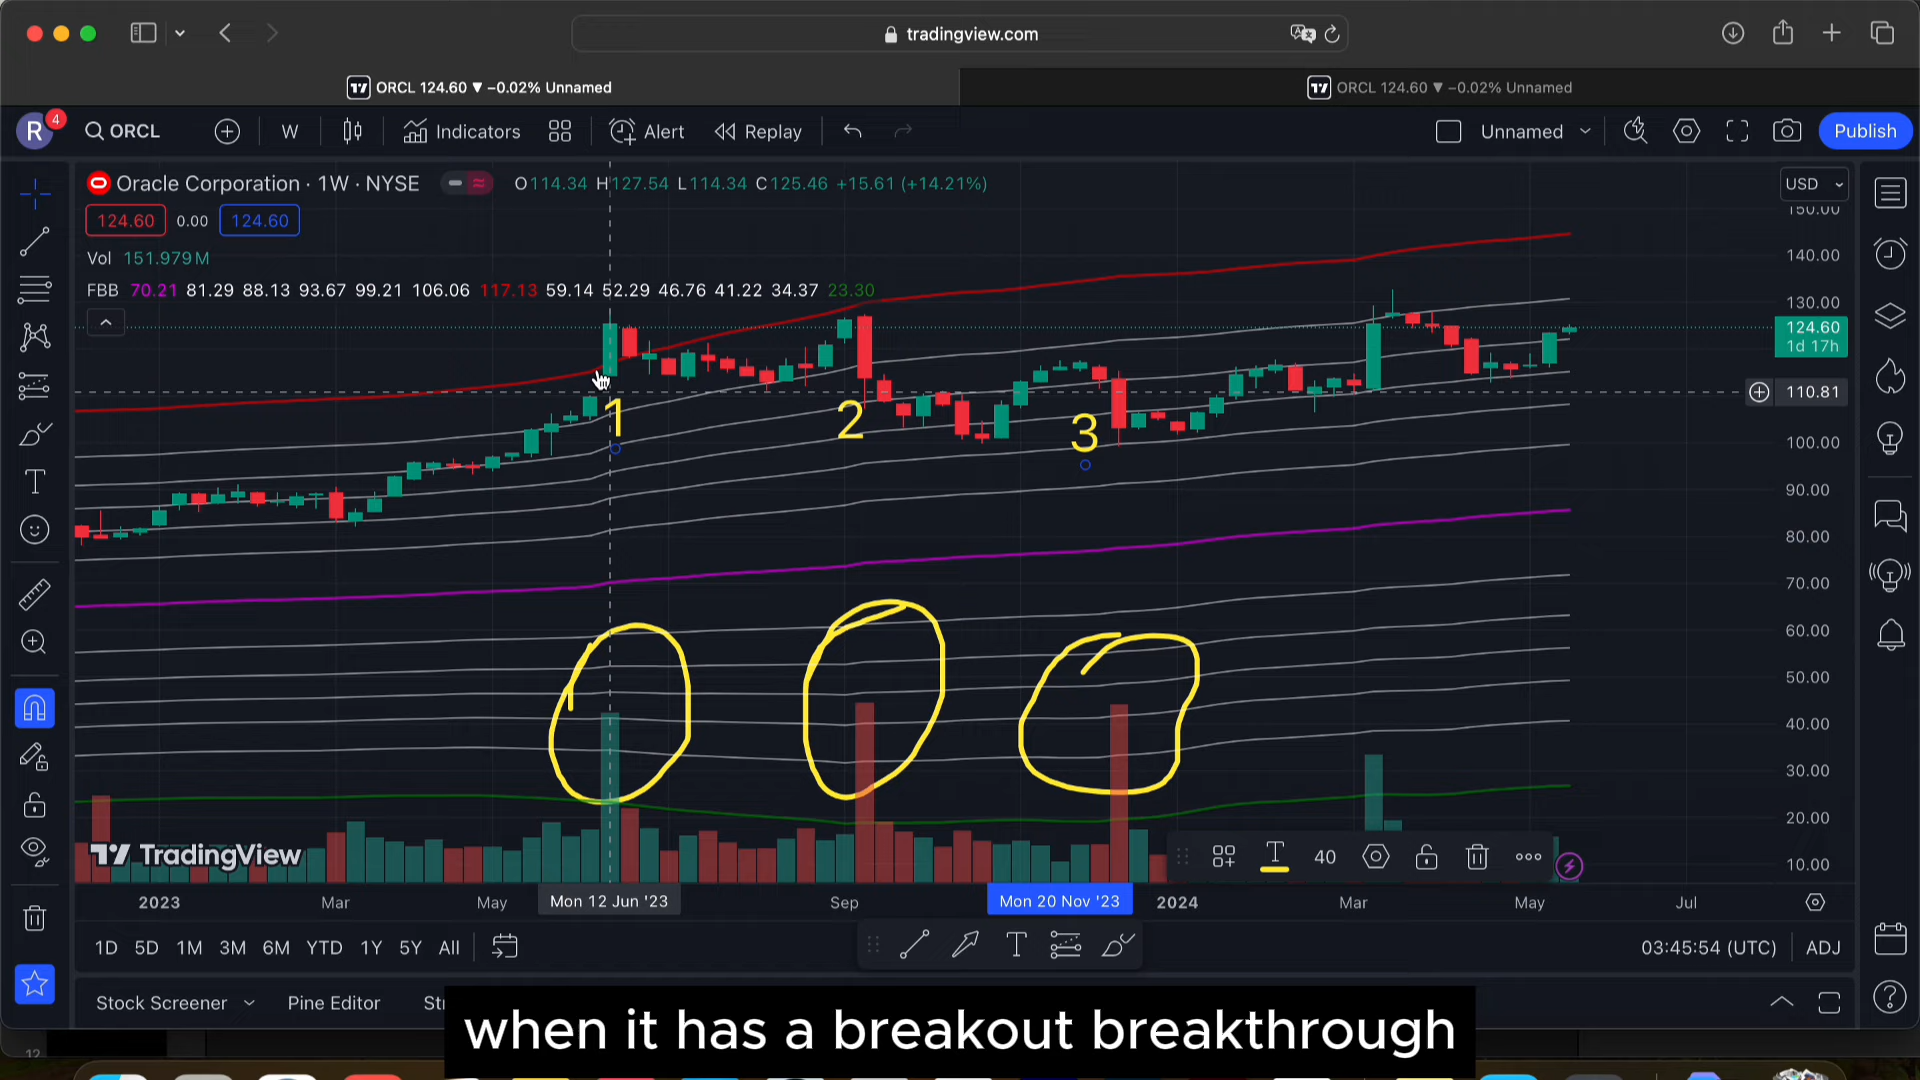 tradingview.com
ORCL 124.60 ▼ −0.02% Unnamed
ORCL 124.60 ▼ −0.02% Unnamed
R 4 ORCL W Indicators Alert Replay Unnamed Publish
Oracle Corporation · 1W · NYSE O114.34 H127.54 L114.34 C125.46 +15.61 (+14.21%) USD
124.60 0.00 124.60
Vol 151.979M
FBB 70.21 81.29 88.13 93.67 99.21 106.06 117.13 59.14 52.29 46.76 41.22 34.37 23.30
150.00
140.00
130.00
124.60
1d 17h
110.81
100.00
90.00
80.00
70.00
60.00
50.00
40.00
30.00
20.00
10.00
1 2 3
TradingView
40
2023 Mar May Mon 12 Jun '23 Sep Mon 20 Nov '23 2024 Mar May Jul
1D 5D 1M 3M 6M YTD 1Y 5Y All 03:45:54 (UTC) ADJ
Stock Screener Pine Editor St
when it has a breakout breakthrough
12